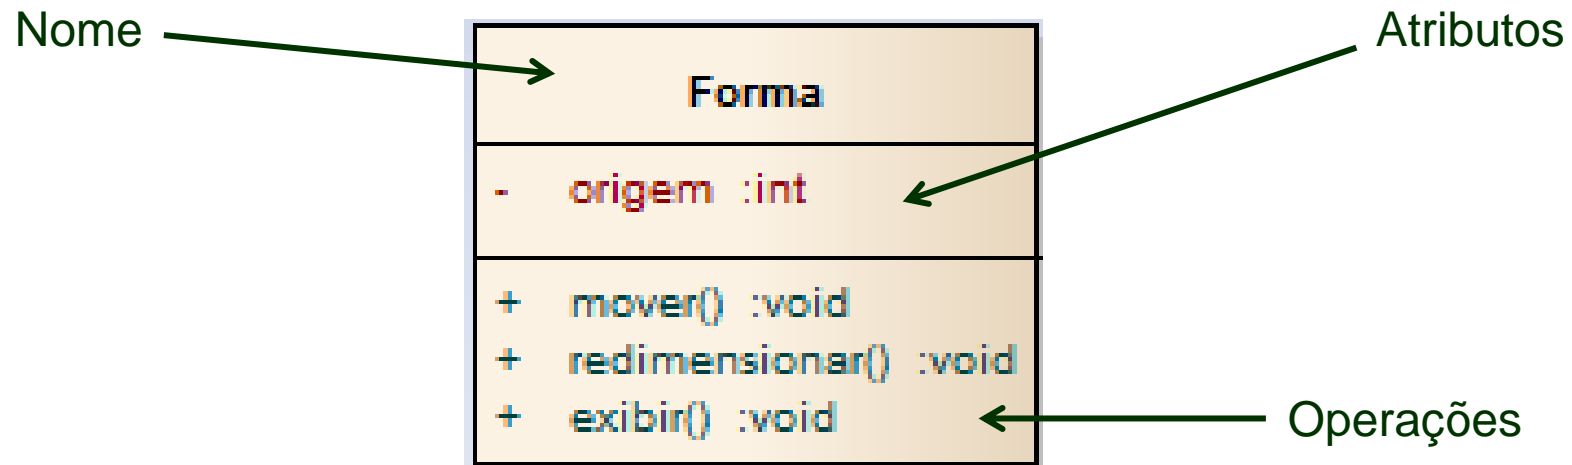 Nome
Atributos
Forma
- origem :int
+ mover() :void
+ redimensionar() :void
+ exibir() :void
Operações